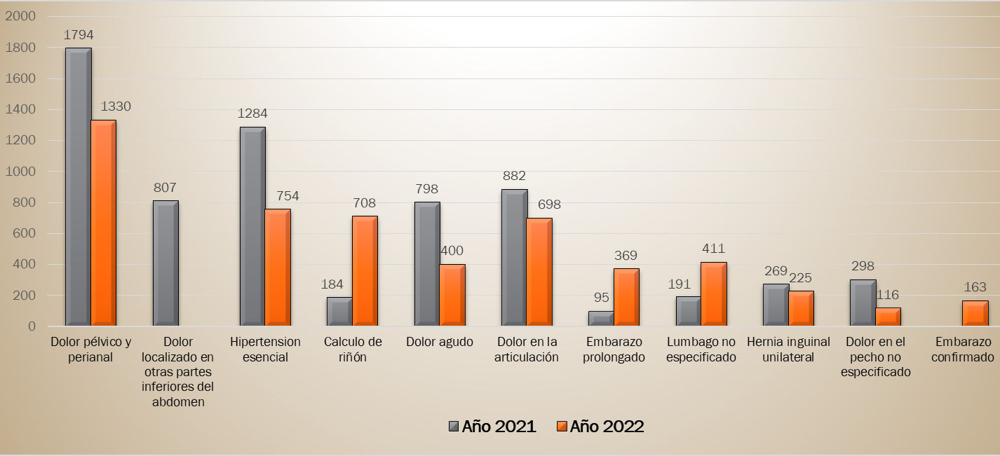 2000
1800
1600
1400
1200
1000
800
600
400
200
0
1794
1330
807
1284
754
184
708
798
400
882
698
95
369
191
411
269
225
298
116
163
Dolor pélvico y
perianal
Dolor
localizado en
otras partes
inferiores del
abdomen
Hipertension
esencial
Calculo de
riñón
Dolor agudo
Dolor en la
articulación
Embarazo
prolongado
Lumbago no
especificado
Hernia inguinal
unilateral
Dolor en el
pecho no
especificado
Embarazo
confirmado
Año 2021
Año 2022